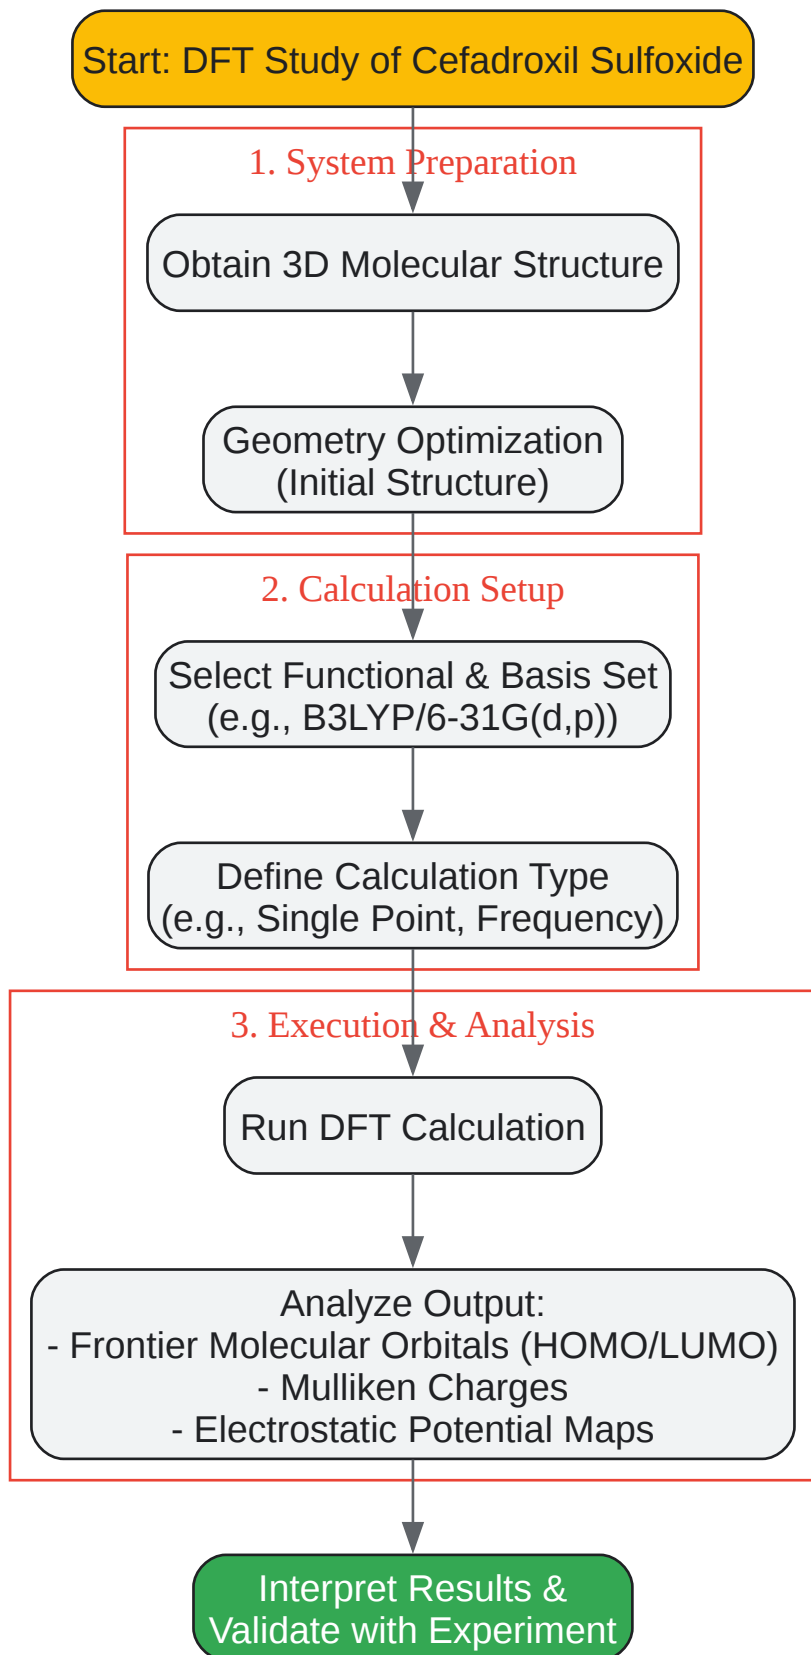 Start: DFT Study of Cefadroxil Sulfoxide
1. System Preparation
Obtain 3D Molecular Structure
Geometry Optimization
(Initial Structure)
2. Calculation Setup
Select Functional & Basis Set
(e.g., B3LYP/6-31G(d,p))
Define Calculation Type
(e.g., Single Point, Frequency)
3. Execution & Analysis
Run DFT Calculation
Analyze Output:
- Frontier Molecular Orbitals (HOMO/LUMO)
- Mulliken Charges
- Electrostatic Potential Maps
Interpret Results &
Validate with Experiment